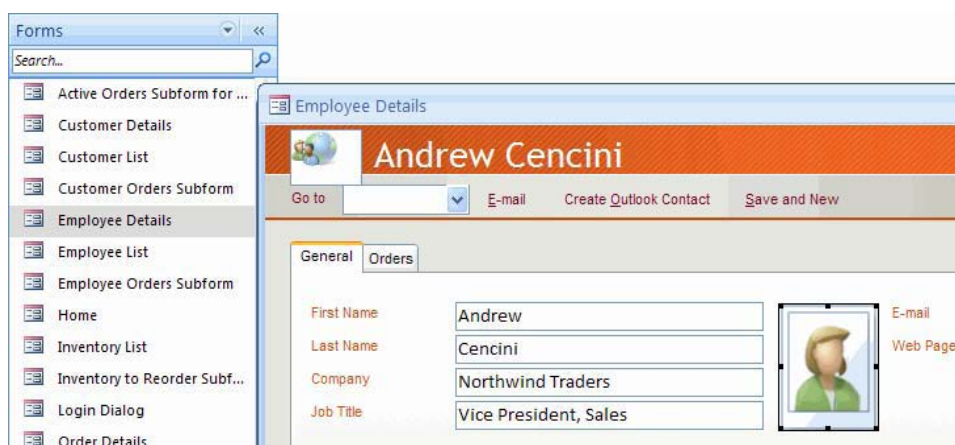 Forms
Search...
Active Orders Subform for ...
Customer Details
Customer List
Customer Orders Subform
Employee Details
Employee List
Employee Orders Subform
Home
Inventory List
Inventory to Reorder Subf...
Login Dialog
Order Details
Employee Details
Andrew Cencini
Go to E-mail Create Outlook Contact Save and New
General Orders
First Name Andrew E-mail
Last Name Cencini Web Page
Company Northwind Traders
Job Title Vice President, Sales